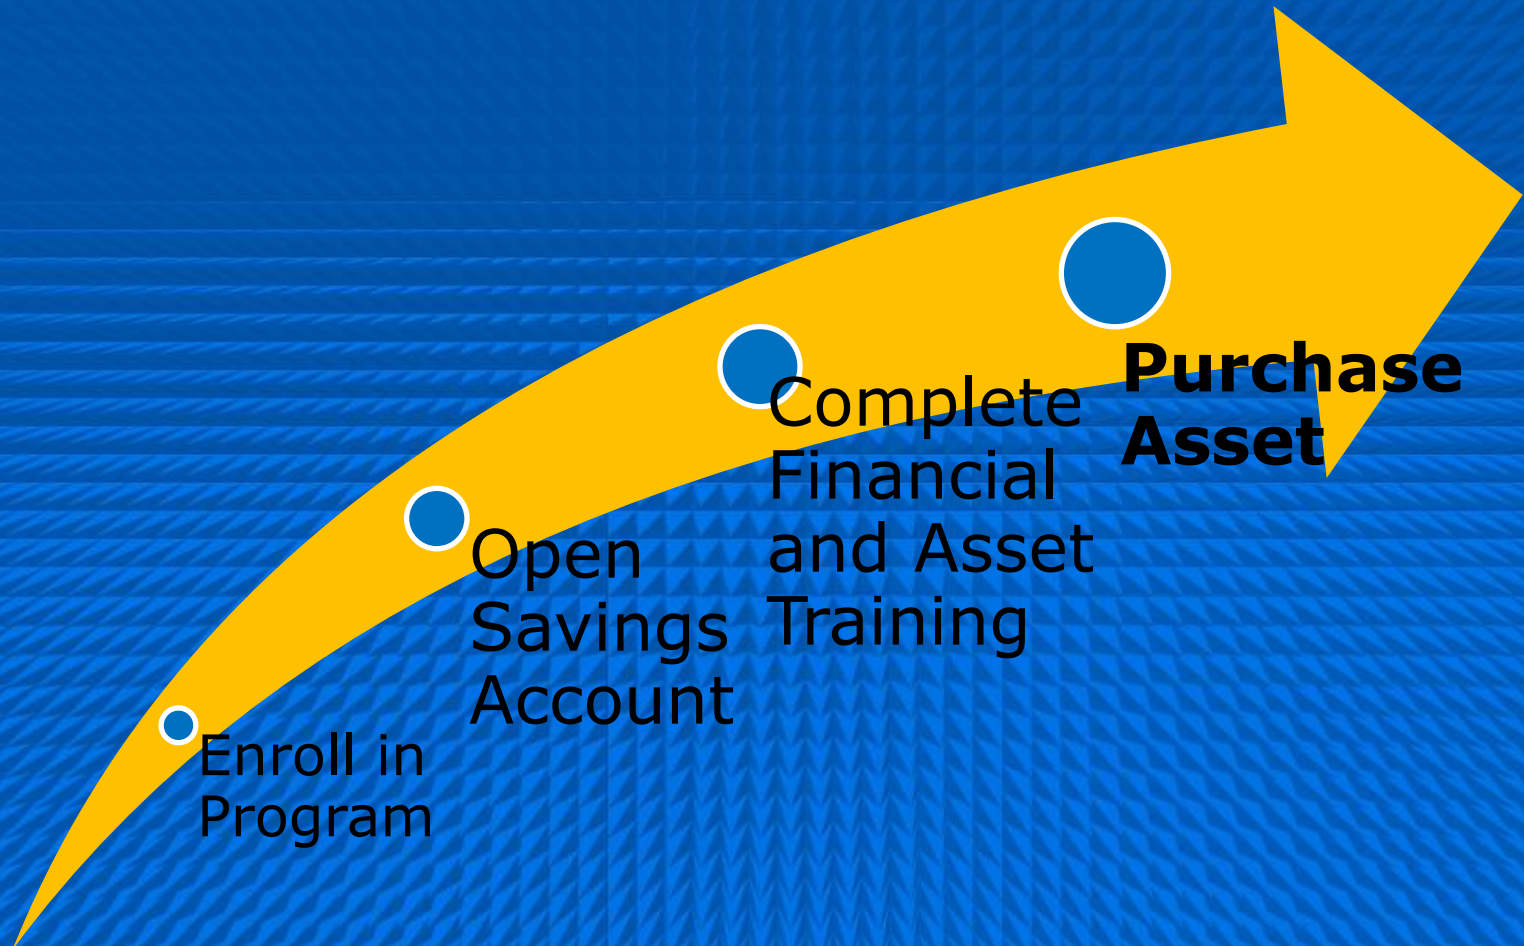 Enroll in
Program
Open
Savings
Account
Complete
Financial
and Asset
Training
Purchase
Asset